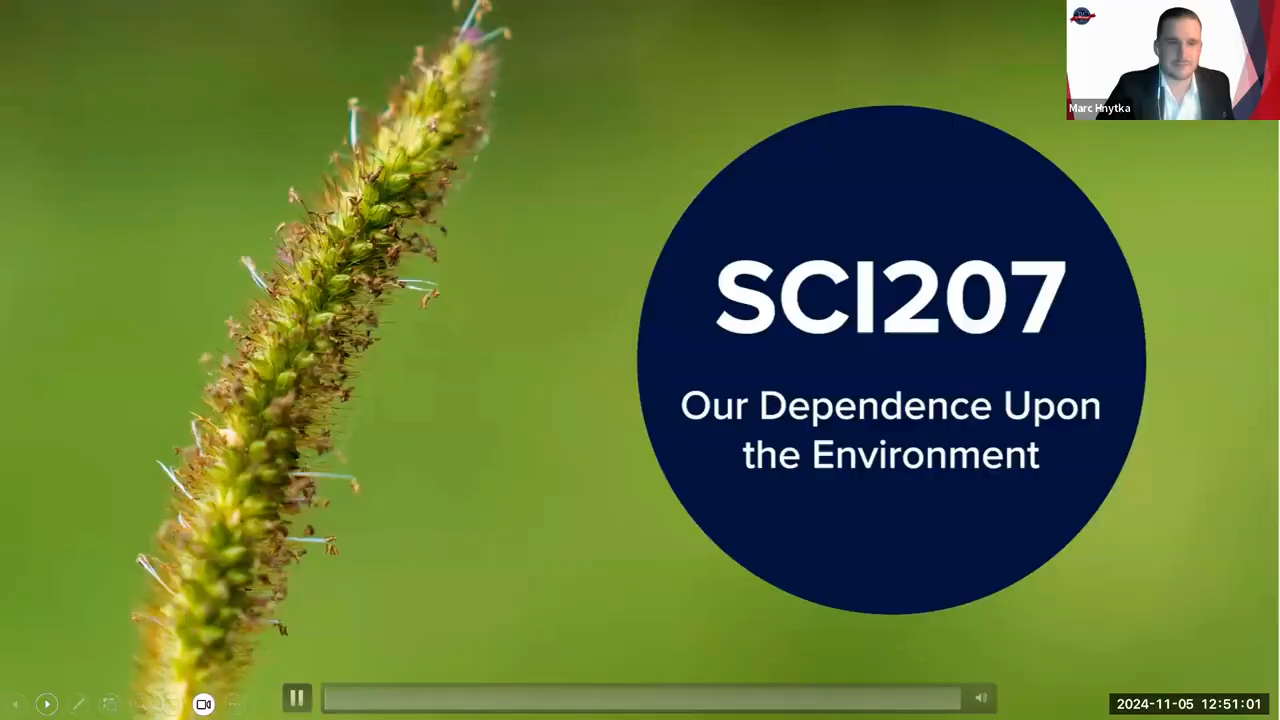 Marc Hnytka
SCI207
Our Dependence Upon
the Environment
2024-11-05 12:51:01